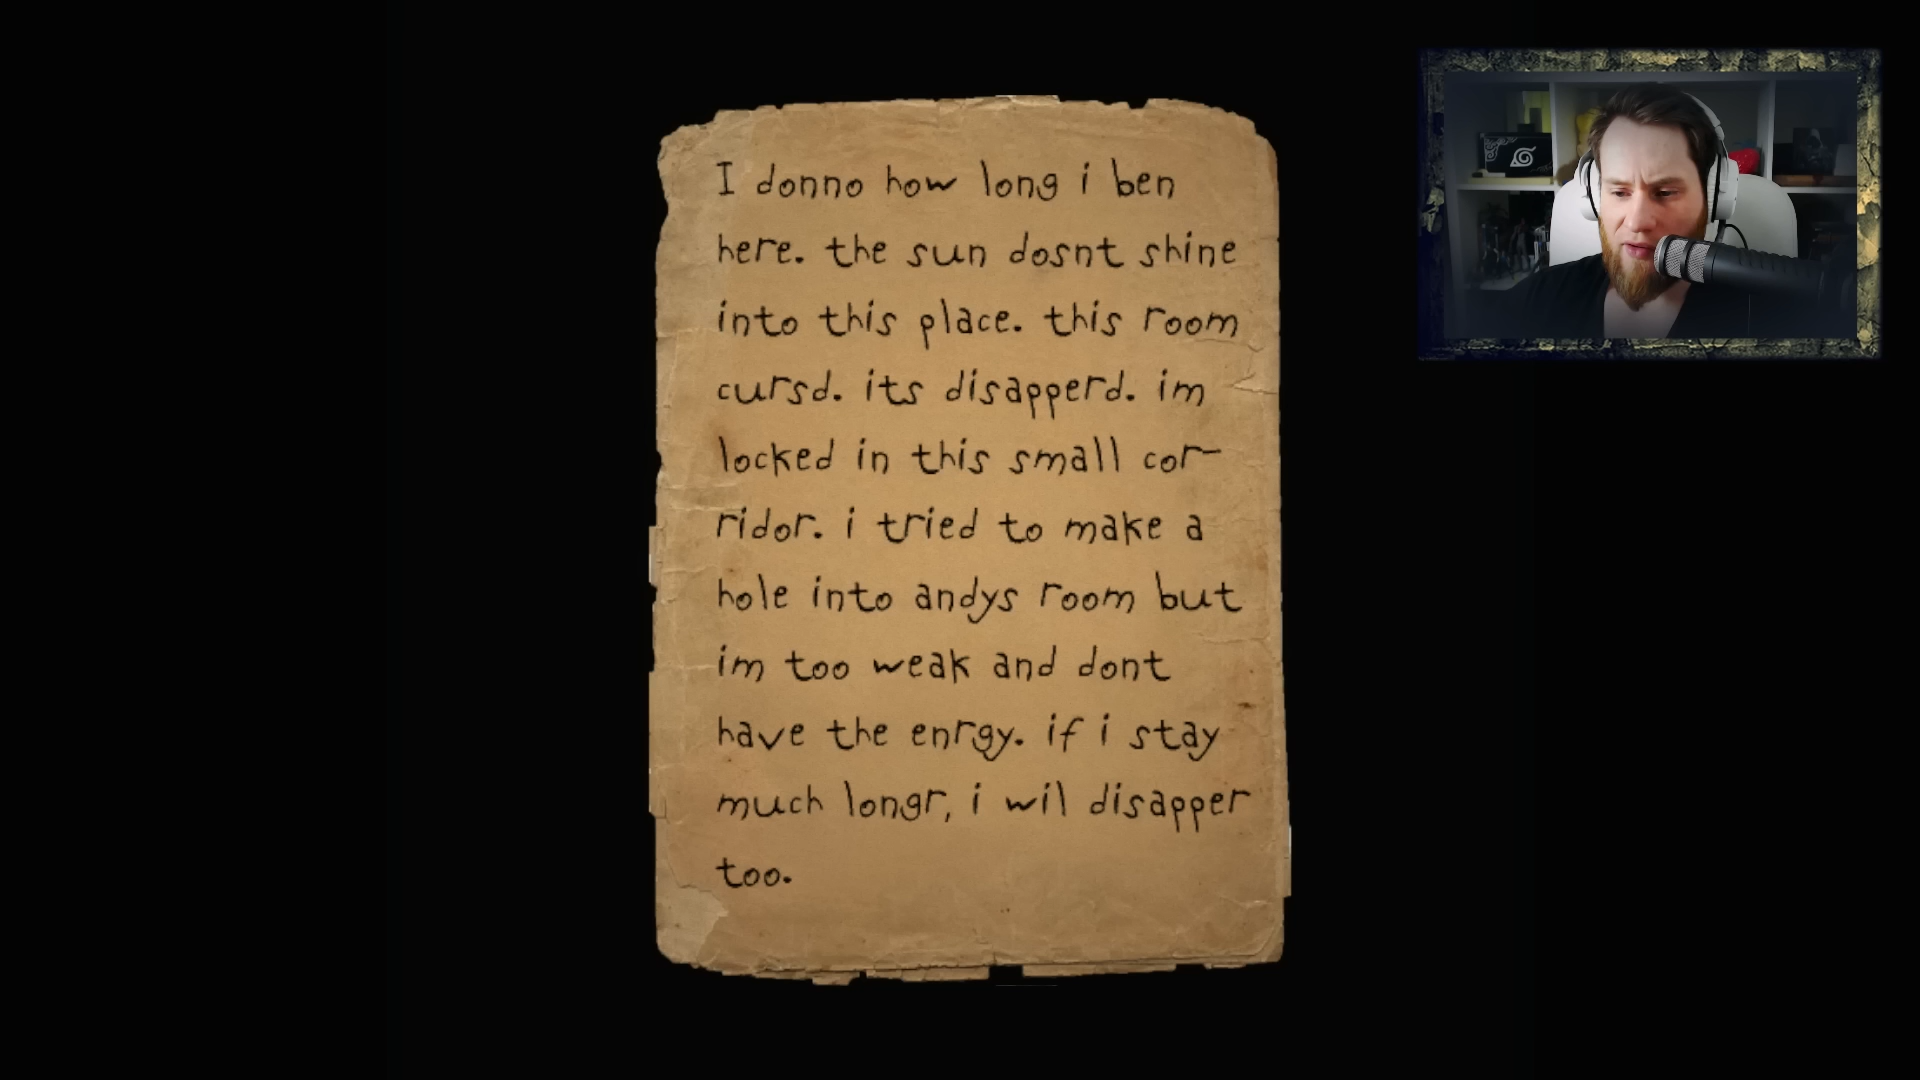 I donno how long i ben
here. the sun dosnt shine
into this place. this room
cursd. its disapperd. im
locked in this small cor-
ridor. i tried to make a
hole into andys room but
im too weak and dont
have the enrgy. if i stay
much longr, i wil disapper
too.